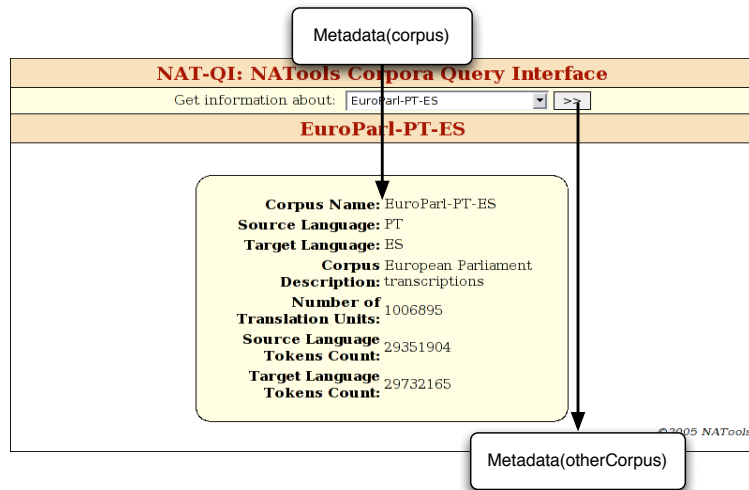 Metadata(corpus)
NAT-QI: NATools Corpora Query Interface
Get information about: EuroParl-PT-ES >>
EuroParl-PT-ES
Corpus Name: EuroParl-PT-ES
Source Language: PT
Target Language: ES
Corpus European Parliament
Description: transcriptions
Number of
Translation Units: 1006895
Source Language
Tokens Count: 29351904
Target Language
Tokens Count: 29732165
©2005 NATools
Metadata(otherCorpus)